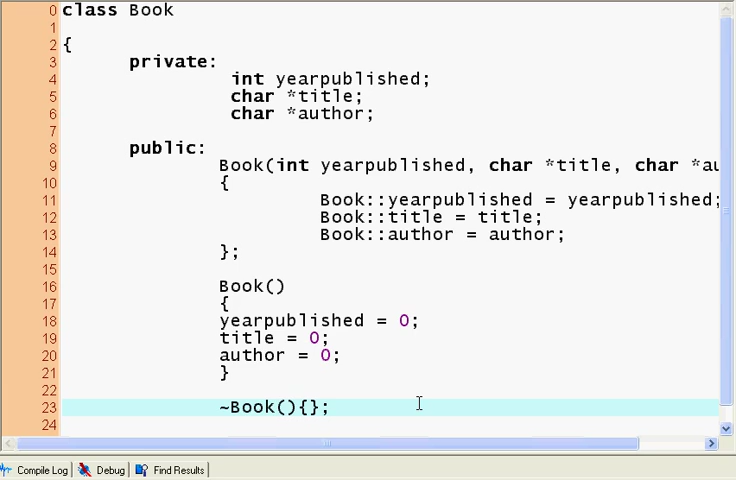 0 class Book
1
2 {
3 private:
4 int yearpublished;
5 char *title;
6 char *author;
7
8 public:
9 Book(int yearpublished, char *title, char *au
10 {
11 Book::yearpublished = yearpublished;
12 Book::title = title;
13 Book::author = author;
14 };
15
16 Book()
17 {
18 yearpublished = 0;
19 title = 0;
20 author = 0;
21 }
22
23 ~Book(){};
24
Compile Log Debug Find Results